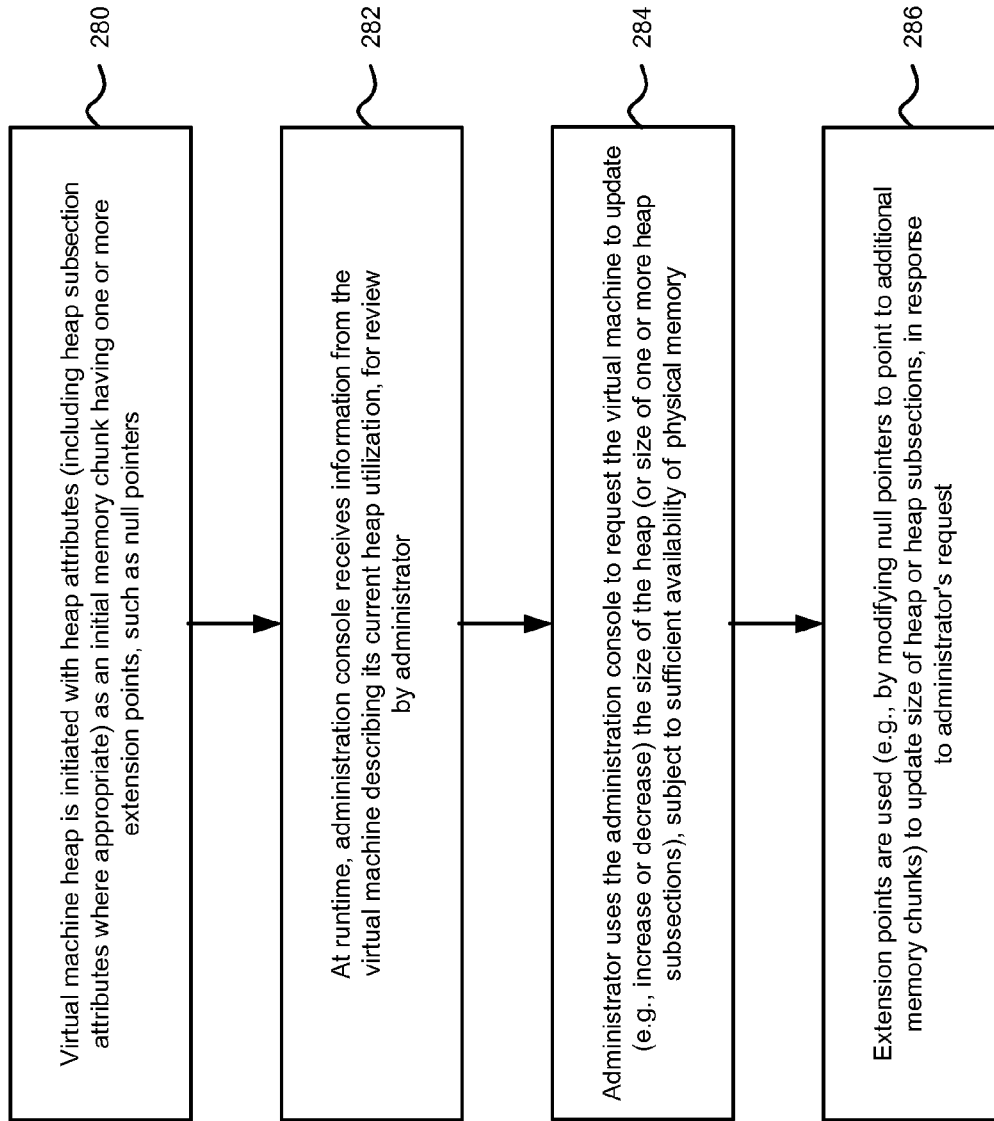 Virtual machine heap is initiated with heap attributes (including heap subsection
attributes where appropriate) as an initial memory chunk having one or more
extension points, such as null pointers
280
At runtime, administration console receives information from the
virtual machine describing its current heap utilization, for review
by administrator
282
Administrator uses the administration console to request the virtual machine to update
(e.g., increase or decrease) the size of the heap (or size of one or more heap
subsections), subject to sufficient availability of physical memory
284
Extension points are used (e.g., by modifying null pointers to point to additional
memory chunks) to update size of heap or heap subsections, in response
to administrator's request
286